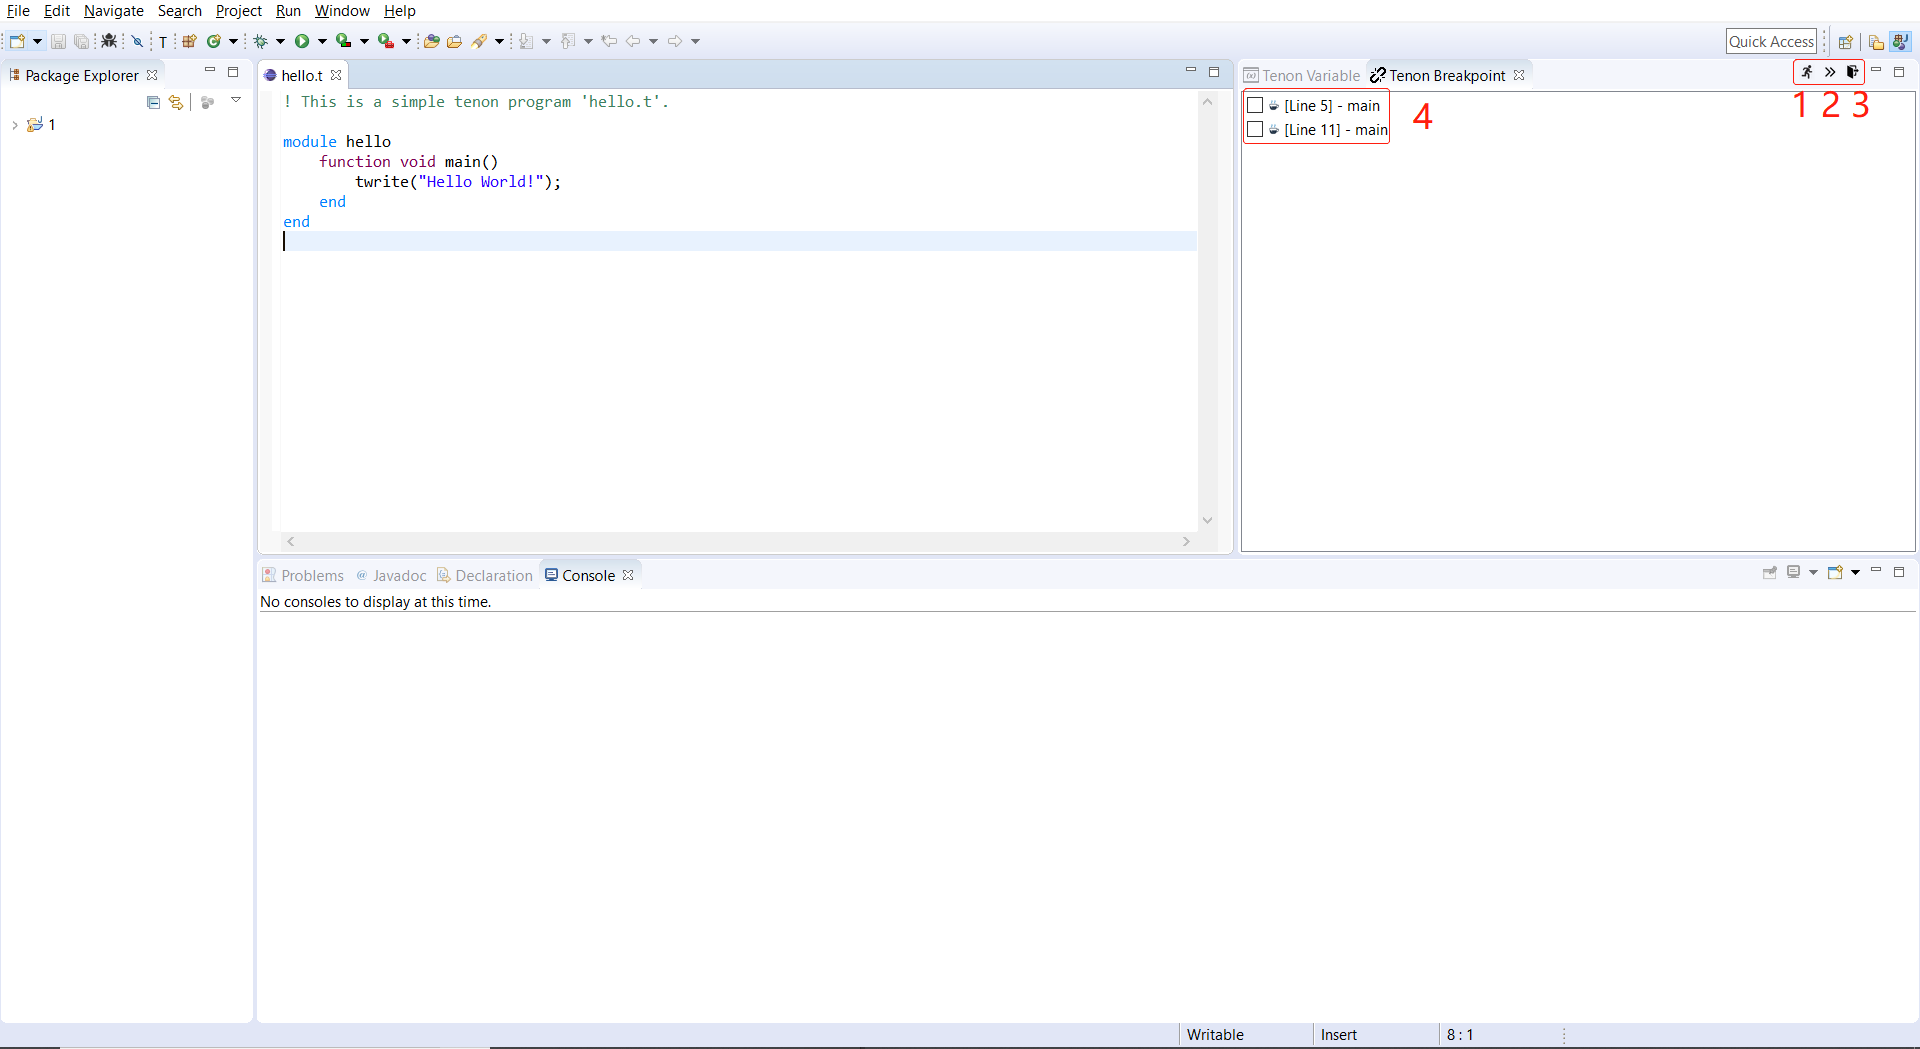 File Edit Navigate Search Project Run Window Help
T
Quick Access
Package Explorer
1
hello.t
! This is a simple tenon program 'hello.t'.
module hello
function void main()
twrite("Hello World!");
end
end
Tenon Variable Tenon Breakpoint
1 2 3
[Line 5] - main
[Line 11] - main
4
Problems @ Javadoc Declaration Console
No consoles to display at this time.
Writable Insert 8 : 1